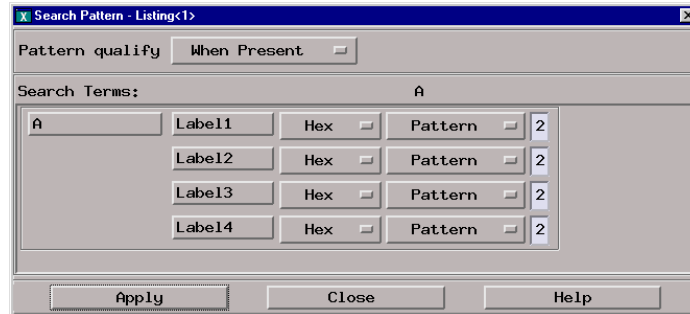 X Search Pattern - Listing<1>
Pattern qualify When Present
Search Terms: A
A Label1 Hex Pattern 2
Label2 Hex Pattern 2
Label3 Hex Pattern 2
Label4 Hex Pattern 2
Apply Close Help